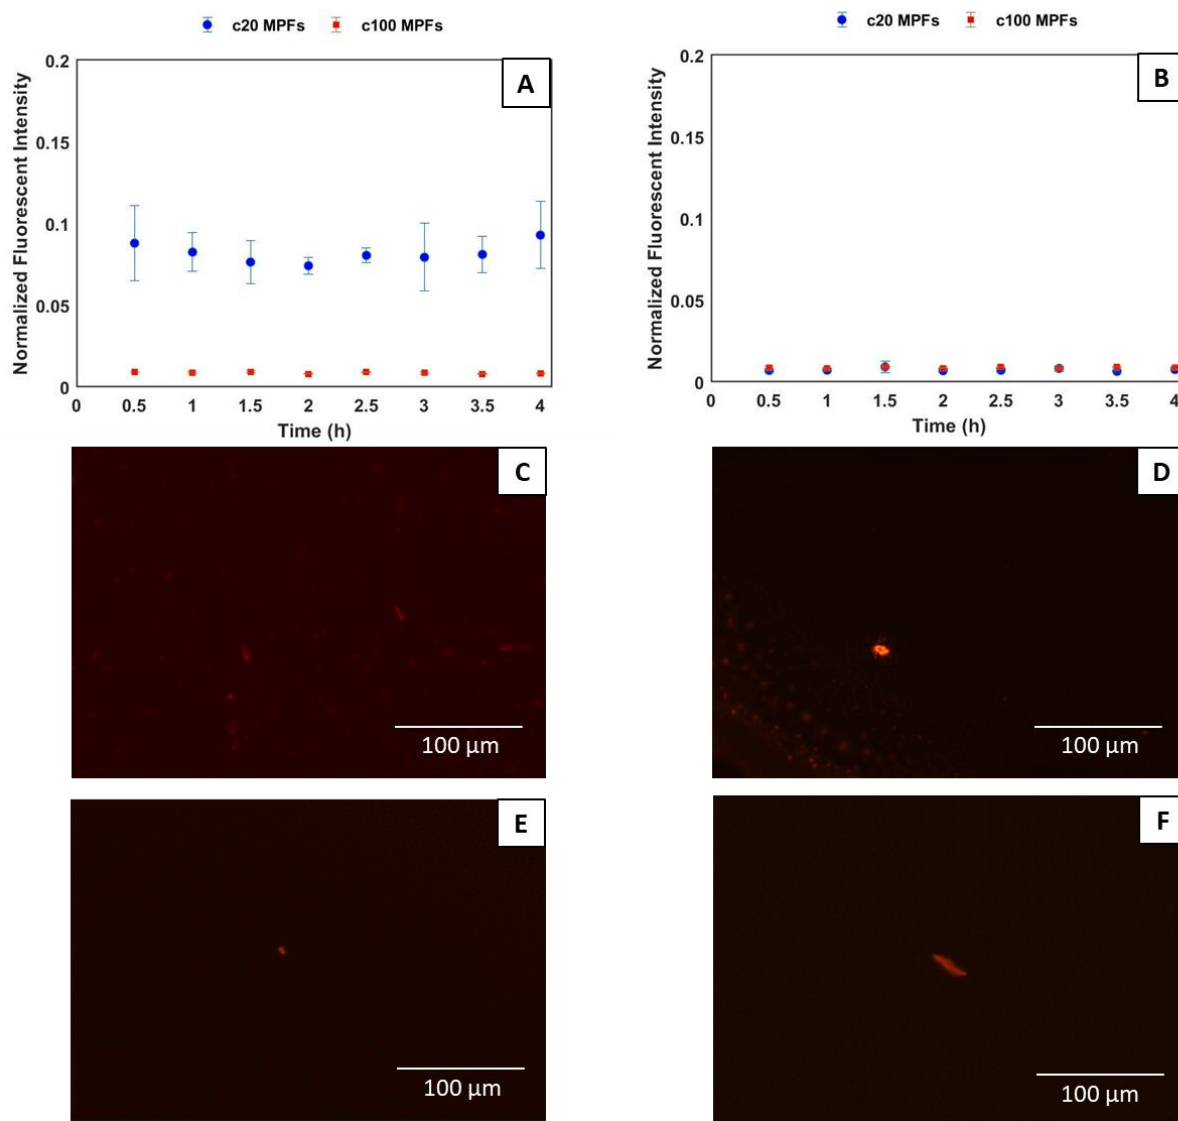 c20 MPFs c100 MPFs
A
Normalized Fluorescent Intensity
0.2
0.15
0.1
0.05
0
0 0.5 1 1.5 2 2.5 3 3.5 4
Time (h)
c20 MPFs c100 MPFs
B
Normalized Fluorescent Intensity
0.2
0.15
0.1
0.05
0
0 0.5 1 1.5 2 2.5 3 3.5 4
Time (h)
C
100 µm
D
100 µm
E
100 µm
F
100 µm